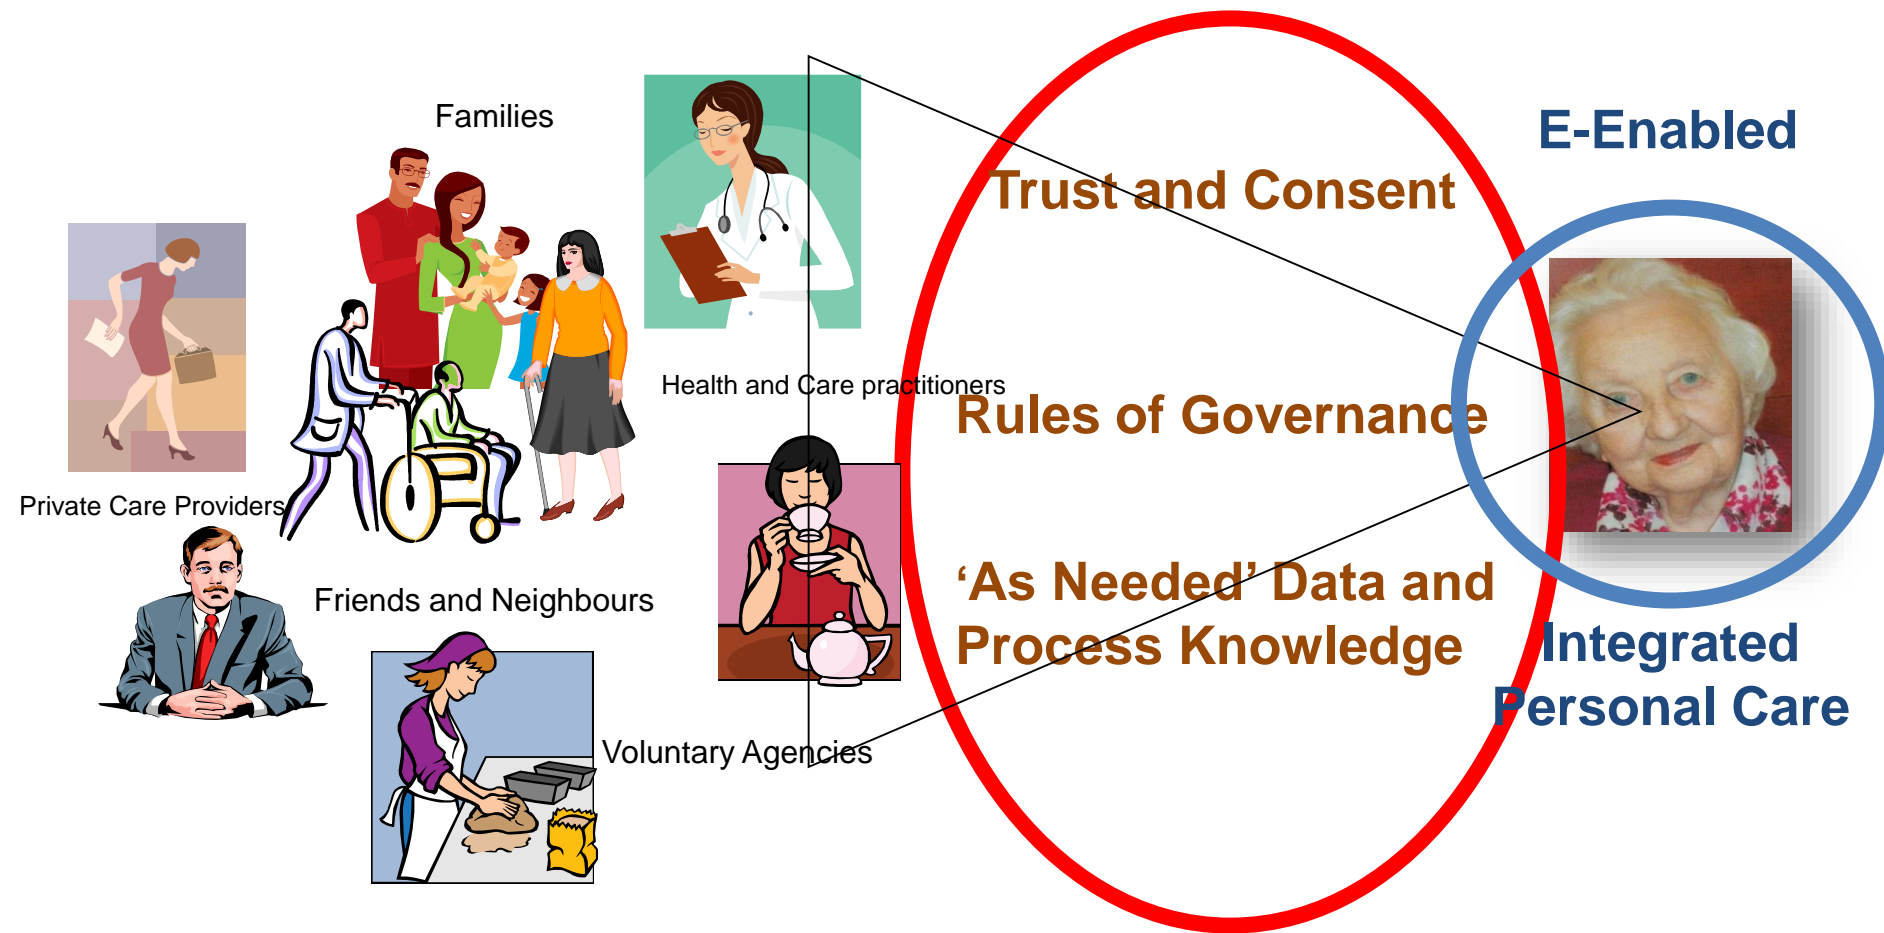 Families
E-Enabled
Trust and Consent
Health and Care practitioners
Rules of Governance
Private Care Providers
‘As Needed’ Data and
Process Knowledge
Friends and Neighbours
Integrated
Personal Care
Voluntary Agencies